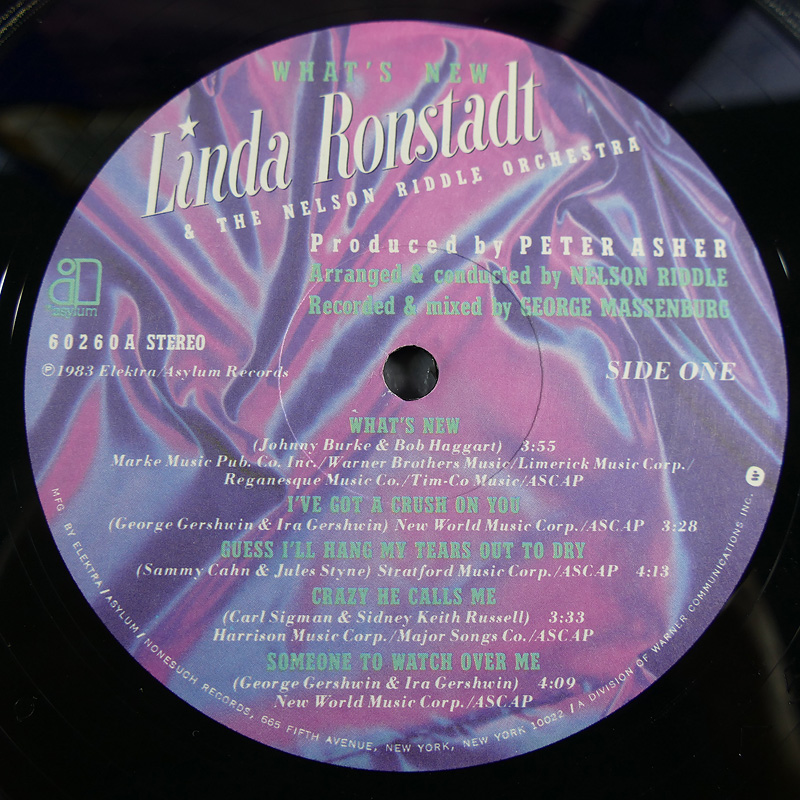 WHAT'S NEW
Linda Ronstadt
& THE NELSON RIDDLE ORCHESTRA
Produced by PETER ASHER
Arranged & conducted by NELSON RIDDLE
Recorded & mixed by GEORGE MASSENBURG
Asylum
60260A STEREO
℗1983 Elektra/Asylum Records
SIDE ONE
WHAT'S NEW
(Johnny Burke & Bob Haggart) 3:55
Marke Music Pub. Co. Inc./Warner Brothers Music/Limerick Music Corp./
Reganesque Music Co./Tim-Co Music/ASCAP
I'VE GOT A CRUSH ON YOU
(George Gershwin & Ira Gershwin) New World Music Corp./ASCAP 3:28
GUESS I'LL HANG MY TEARS OUT TO DRY
(Sammy Cahn & Jules Styne) Stratford Music Corp./ASCAP 4:13
CRAZY HE CALLS ME
(Carl Sigman & Sidney Keith Russell) 3:33
Harrison Music Corp./Major Songs Co./ASCAP
SOMEONE TO WATCH OVER ME
(George Gershwin & Ira Gershwin) 4:09
New World Music Corp./ASCAP
MFG. BY ELEKTRA/ASYLUM/NONESUCH RECORDS, 665 FIFTH AVENUE, NEW YORK, NEW YORK 10022/A DIVISION OF WARNER COMMUNICATIONS INC.